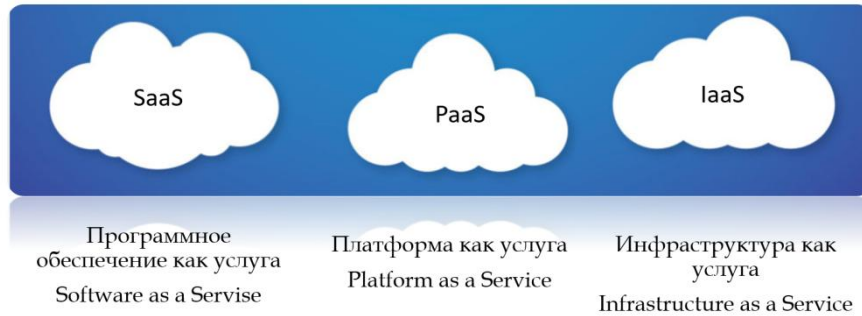 SaaS
PaaS
IaaS
Программное
обеспечение как услуга
Software as a Servise
Платформа как услуга
Platform as a Service
Инфраструктура как
услуга
Infrastructure as a Service